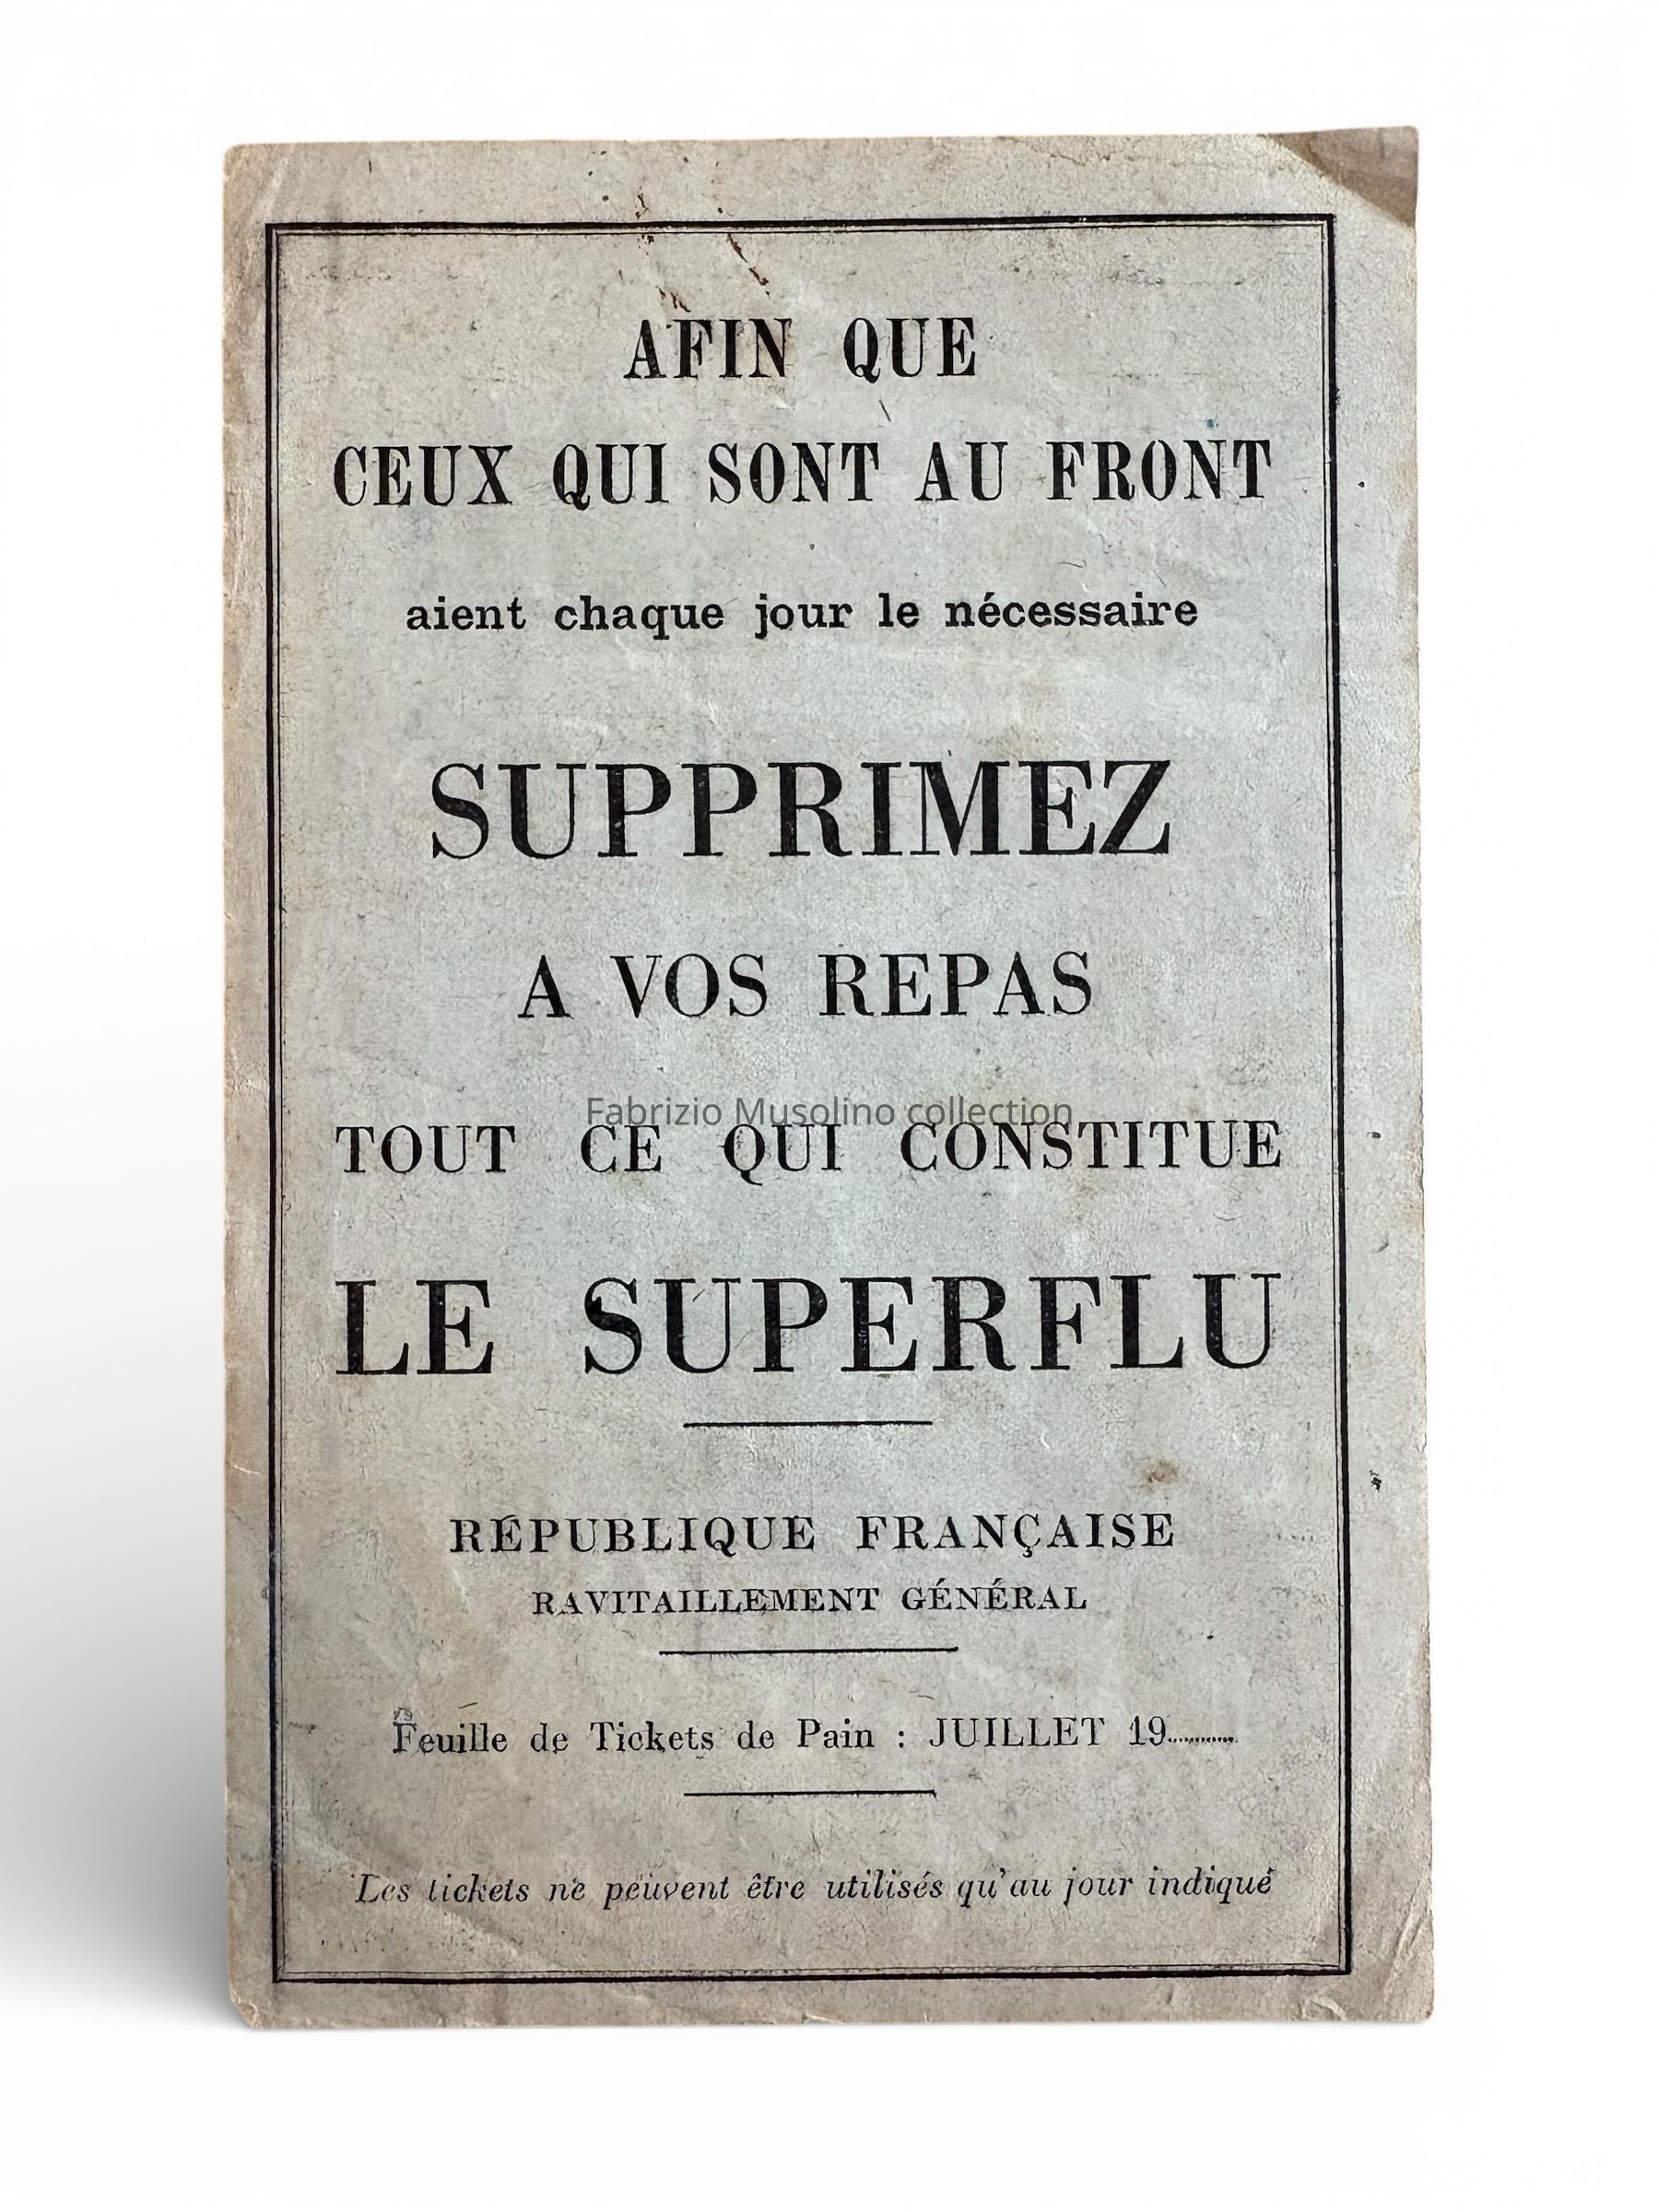 AFIN QUE
CEUX QUI SONT AU FRONT
aient chaque jour le nécessaire
SUPPRIMEZ
A VOS REPAS
Fabrizio Musolino collection
TOUT CE QUI CONSTITUE
LE SUPERFLU
RÉPUBLIQUE FRANÇAISE
RAVITAILLEMENT GÉNÉRAL
Feuille de Tickets de Pain : JUILLET 19..........
Les tickets ne peuvent être utilisés qu'au jour indiqué